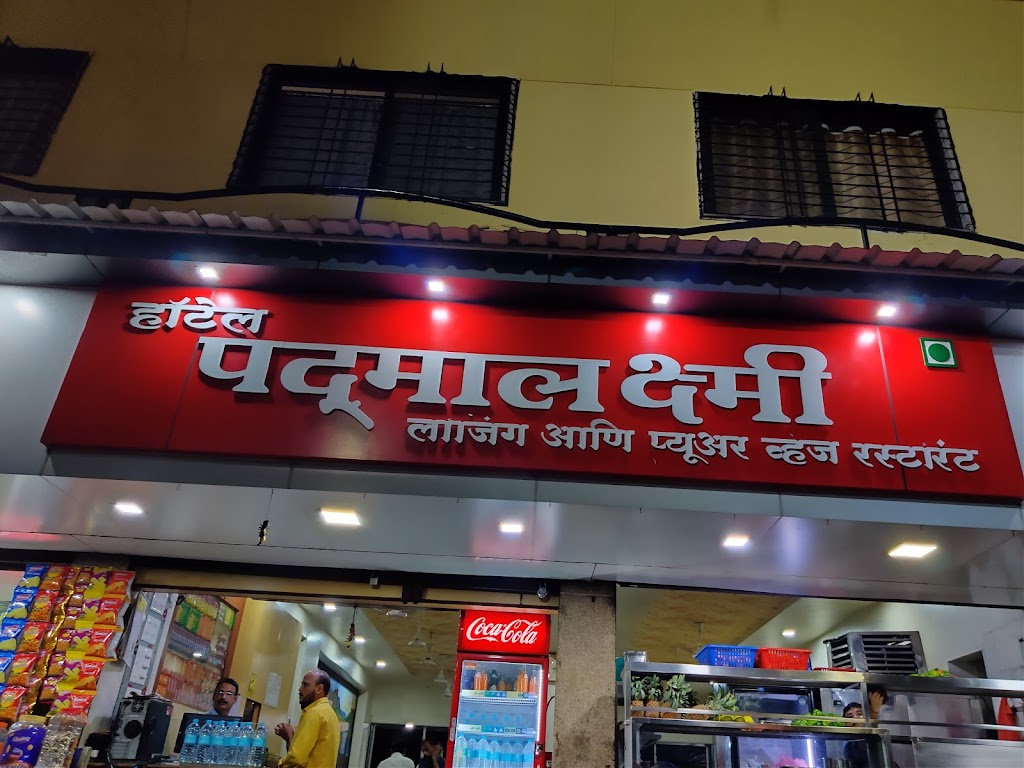 हॉटेल
पद्‌मालक्ष्मी
लॉजिंग आणि प्यूअर व्हेज रेस्टारंट
Coca-Cola